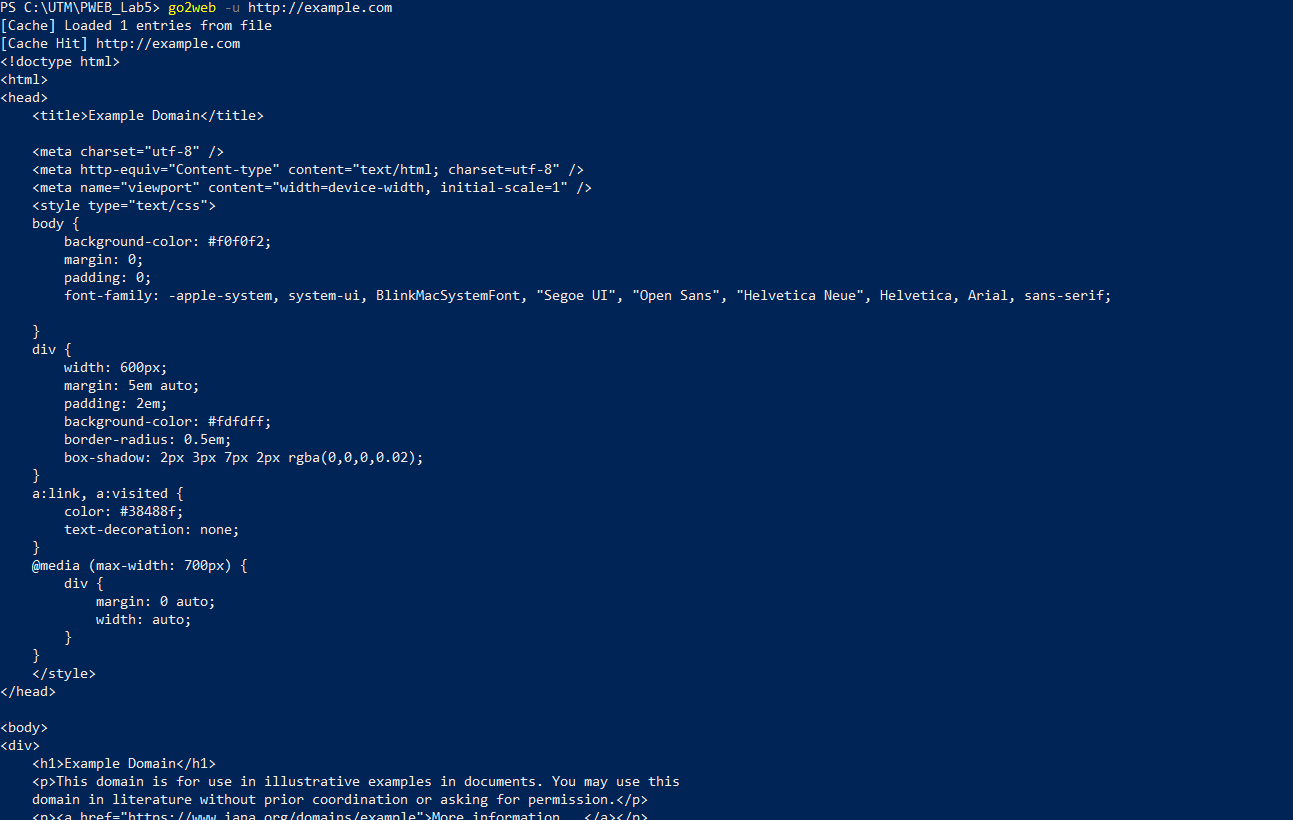 PS C:\UTM\PWEB_Lab5> go2web -u http://example.com
[Cache] Loaded 1 entries from file
[Cache Hit] http://example.com
<!doctype html>
<html>
<head>
    <title>Example Domain</title>

    <meta charset="utf-8" />
    <meta http-equiv="Content-type" content="text/html; charset=utf-8" />
    <meta name="viewport" content="width=device-width, initial-scale=1" />
    <style type="text/css">
    body {
        background-color: #f0f0f2;
        margin: 0;
        padding: 0;
        font-family: -apple-system, system-ui, BlinkMacSystemFont, "Segoe UI", "Open Sans", "Helvetica Neue", Helvetica, Arial, sans-serif;

    }
    div {
        width: 600px;
        margin: 5em auto;
        padding: 2em;
        background-color: #fdfdff;
        border-radius: 0.5em;
        box-shadow: 2px 3px 7px 2px rgba(0,0,0,0.02);
    }
    a:link, a:visited {
        color: #38488f;
        text-decoration: none;
    }
    @media (max-width: 700px) {
        div {
            margin: 0 auto;
            width: auto;
        }
    }
    </style>
</head>

<body>
<div>
    <h1>Example Domain</h1>
    <p>This domain is for use in illustrative examples in documents. You may use this
    domain in literature without prior coordination or asking for permission.</p>
    <p><a href="https://www.iana.org/domains/example">More information...</a></p>